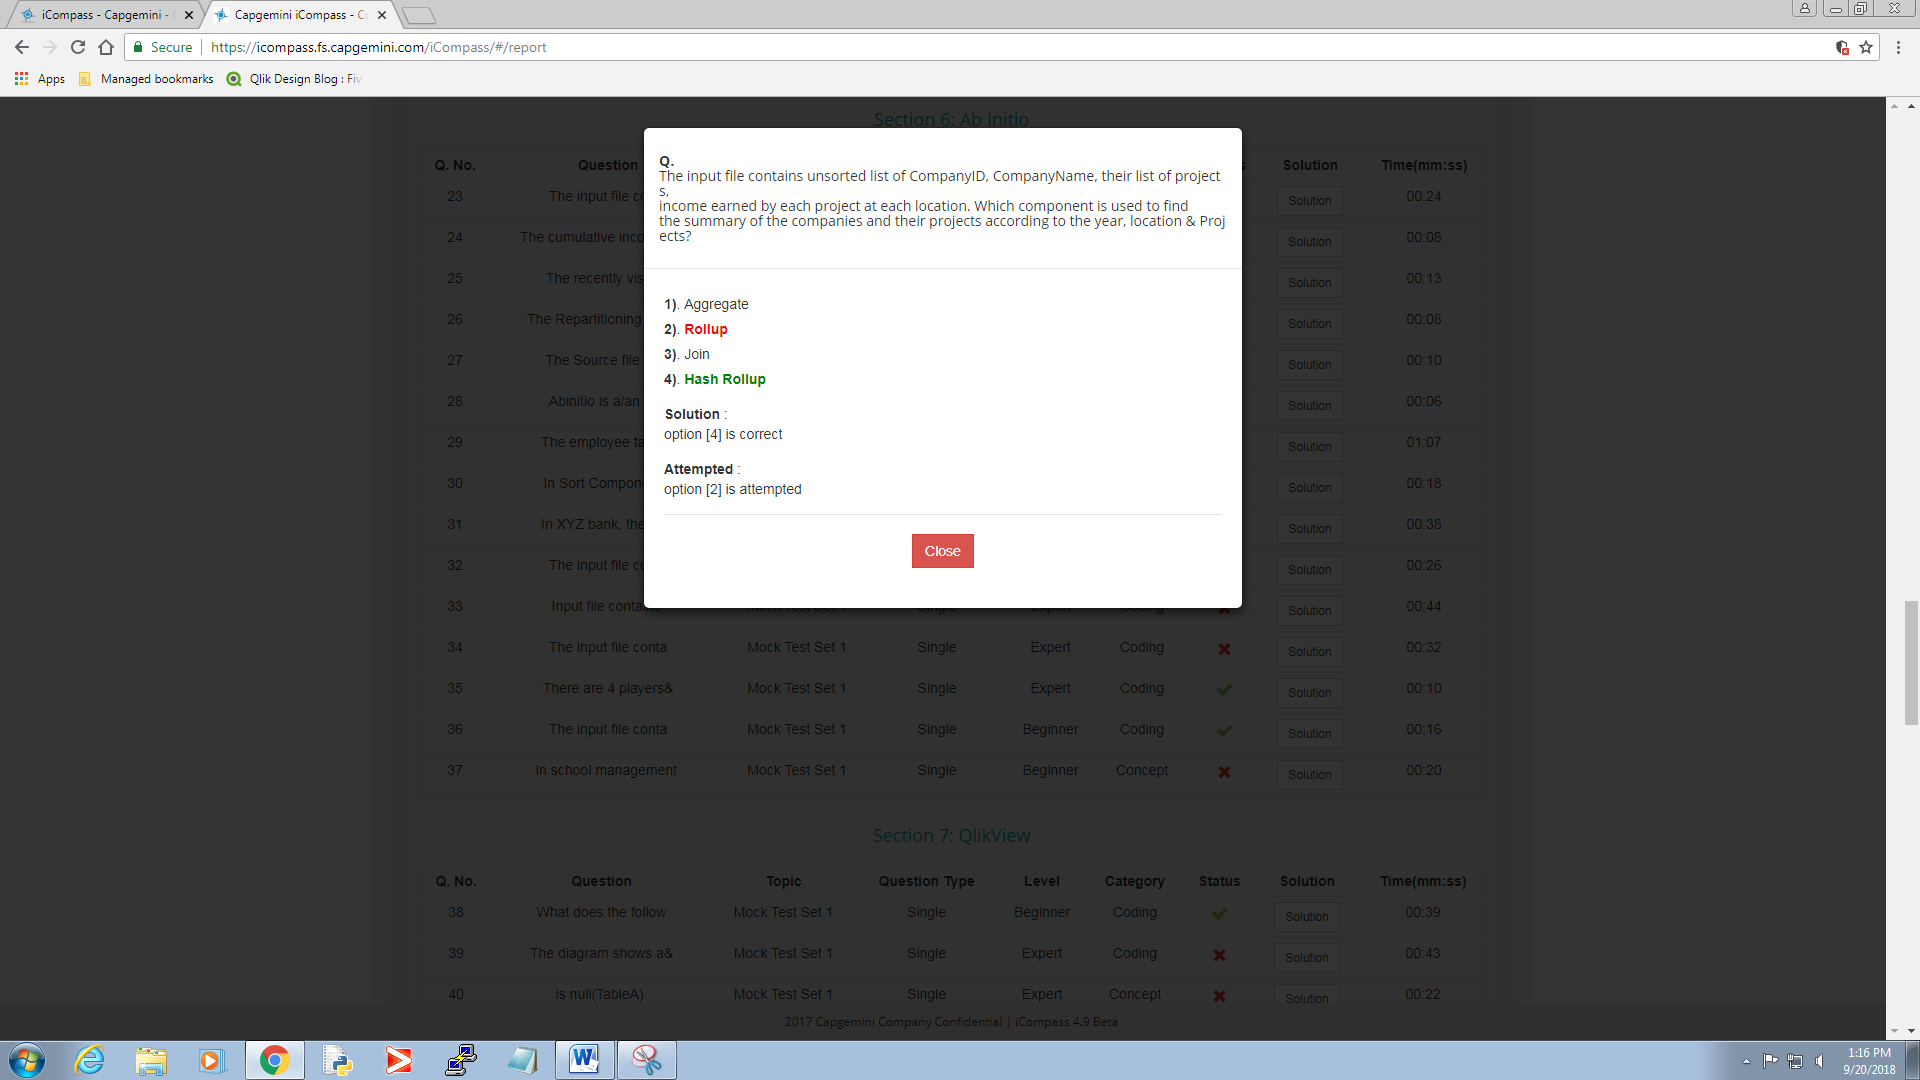 iCompass - Capgemini -
Capgemini iCompass - C
Secure
https://icompass.fs.capgemini.com/iCompass/#/report
Apps
Managed bookmarks
Qlik Design Blog : Fiv
Section 6: Ab Initio
Q. No. Question Solution Time(mm:ss)
23 The input file co Solution 00:24
24 The cumulative inco Solution 00:08
25 The recently vis Solution 00:13
26 The Repartitioning Solution 00:08
27 The Source file Solution 00:10
28 Abinitio is a/an Solution 00:06
29 The employee ta Solution 01:07
30 In Sort Compon Solution 00:18
31 In XYZ bank, the Solution 00:38
32 The input file co Solution 00:26
33 Input file contains Mock Test Set 1 Single Expert Coding Solution 00:44
34 The input file conta Mock Test Set 1 Single Expert Coding Solution 00:32
35 There are 4 players& Mock Test Set 1 Single Expert Coding Solution 00:10
36 The input file conta Mock Test Set 1 Single Beginner Coding Solution 00:16
37 In school management Mock Test Set 1 Single Beginner Concept Solution 00:20
Q.
The input file contains unsorted list of CompanyID, CompanyName, their list of project
s,
income earned by each project at each location. Which component is used to find
the summary of the companies and their projects according to the year, location & Proj
ects?
1). Aggregate
2). Rollup
3). Join
4). Hash Rollup
Solution :
option [4] is correct
Attempted :
option [2] is attempted
Close
Section 7: QlikView
Q. No. Question Topic Question Type Level Category Status Solution Time(mm:ss)
38 What does the follow Mock Test Set 1 Single Beginner Coding Solution 00:39
39 The diagram shows a& Mock Test Set 1 Single Expert Coding Solution 00:43
40 is null(TableA) Mock Test Set 1 Single Expert Concept Solution 00:22
2017 Capgemini Company Confidential | iCompass 4.9 Beta
1:16 PM
9/20/2018